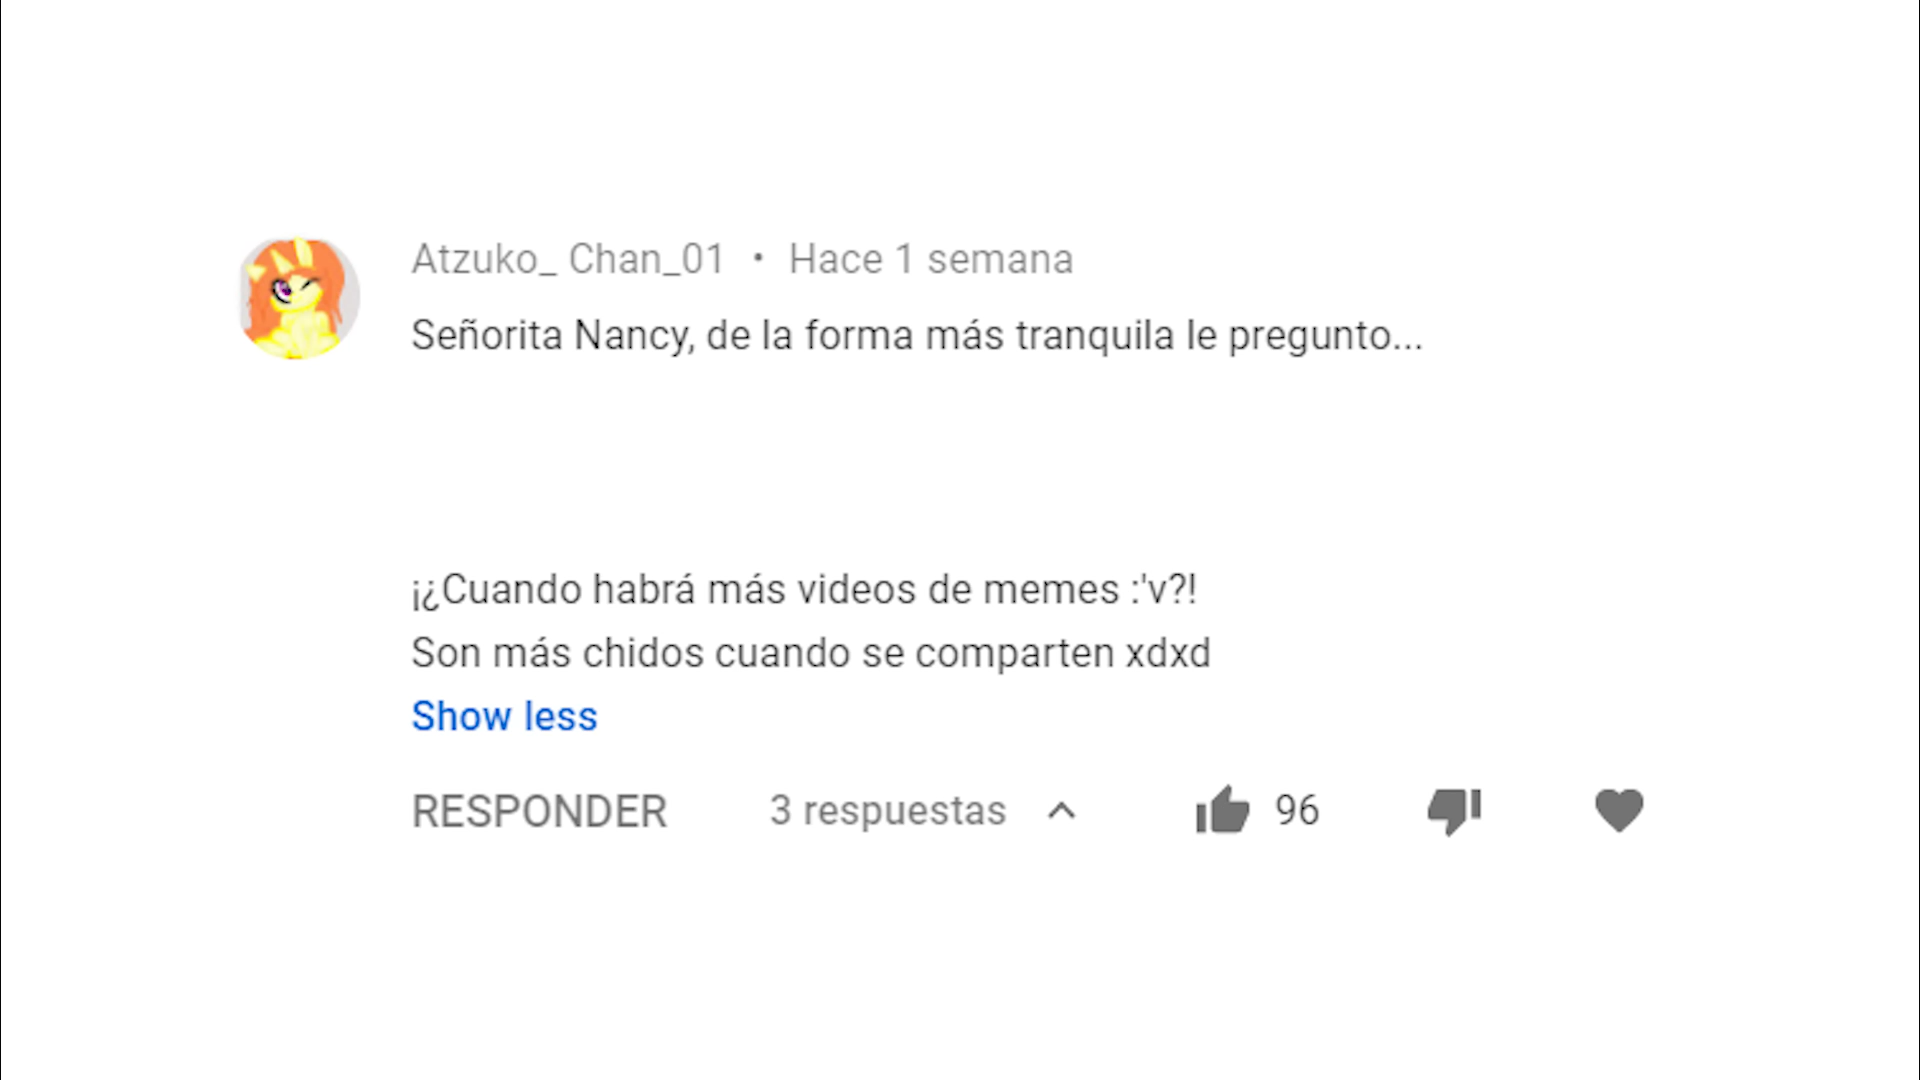 Atzuko_ Chan_01 • Hace 1 semana
Señorita Nancy, de la forma más tranquila le pregunto...
¡¿Cuando habrá más videos de memes :'v?!
Son más chidos cuando se comparten xdxd
Show less
RESPONDER 3 respuestas 96